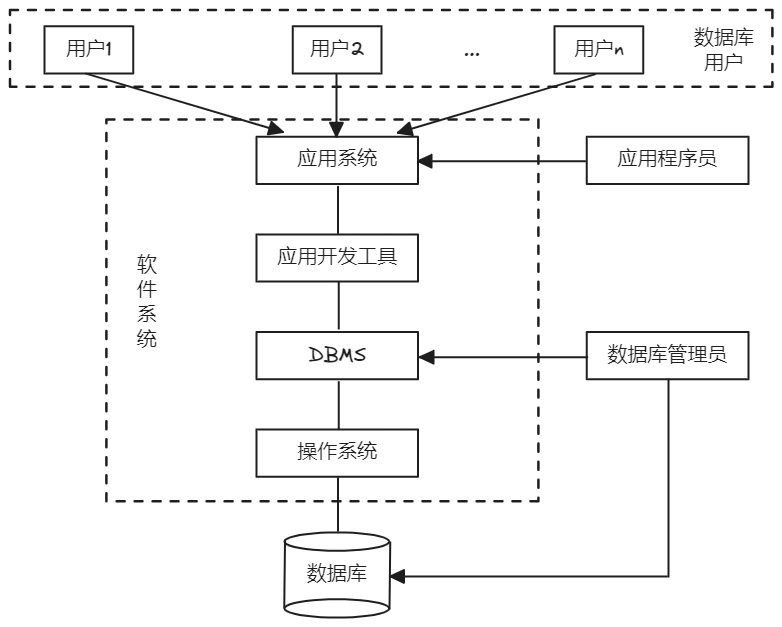 用户1
用户2
...
用户n
数据库
用户
应用系统
应用程序员
应用开发工具
软
件
系
统
DBMS
数据库管理员
操作系统
数据库